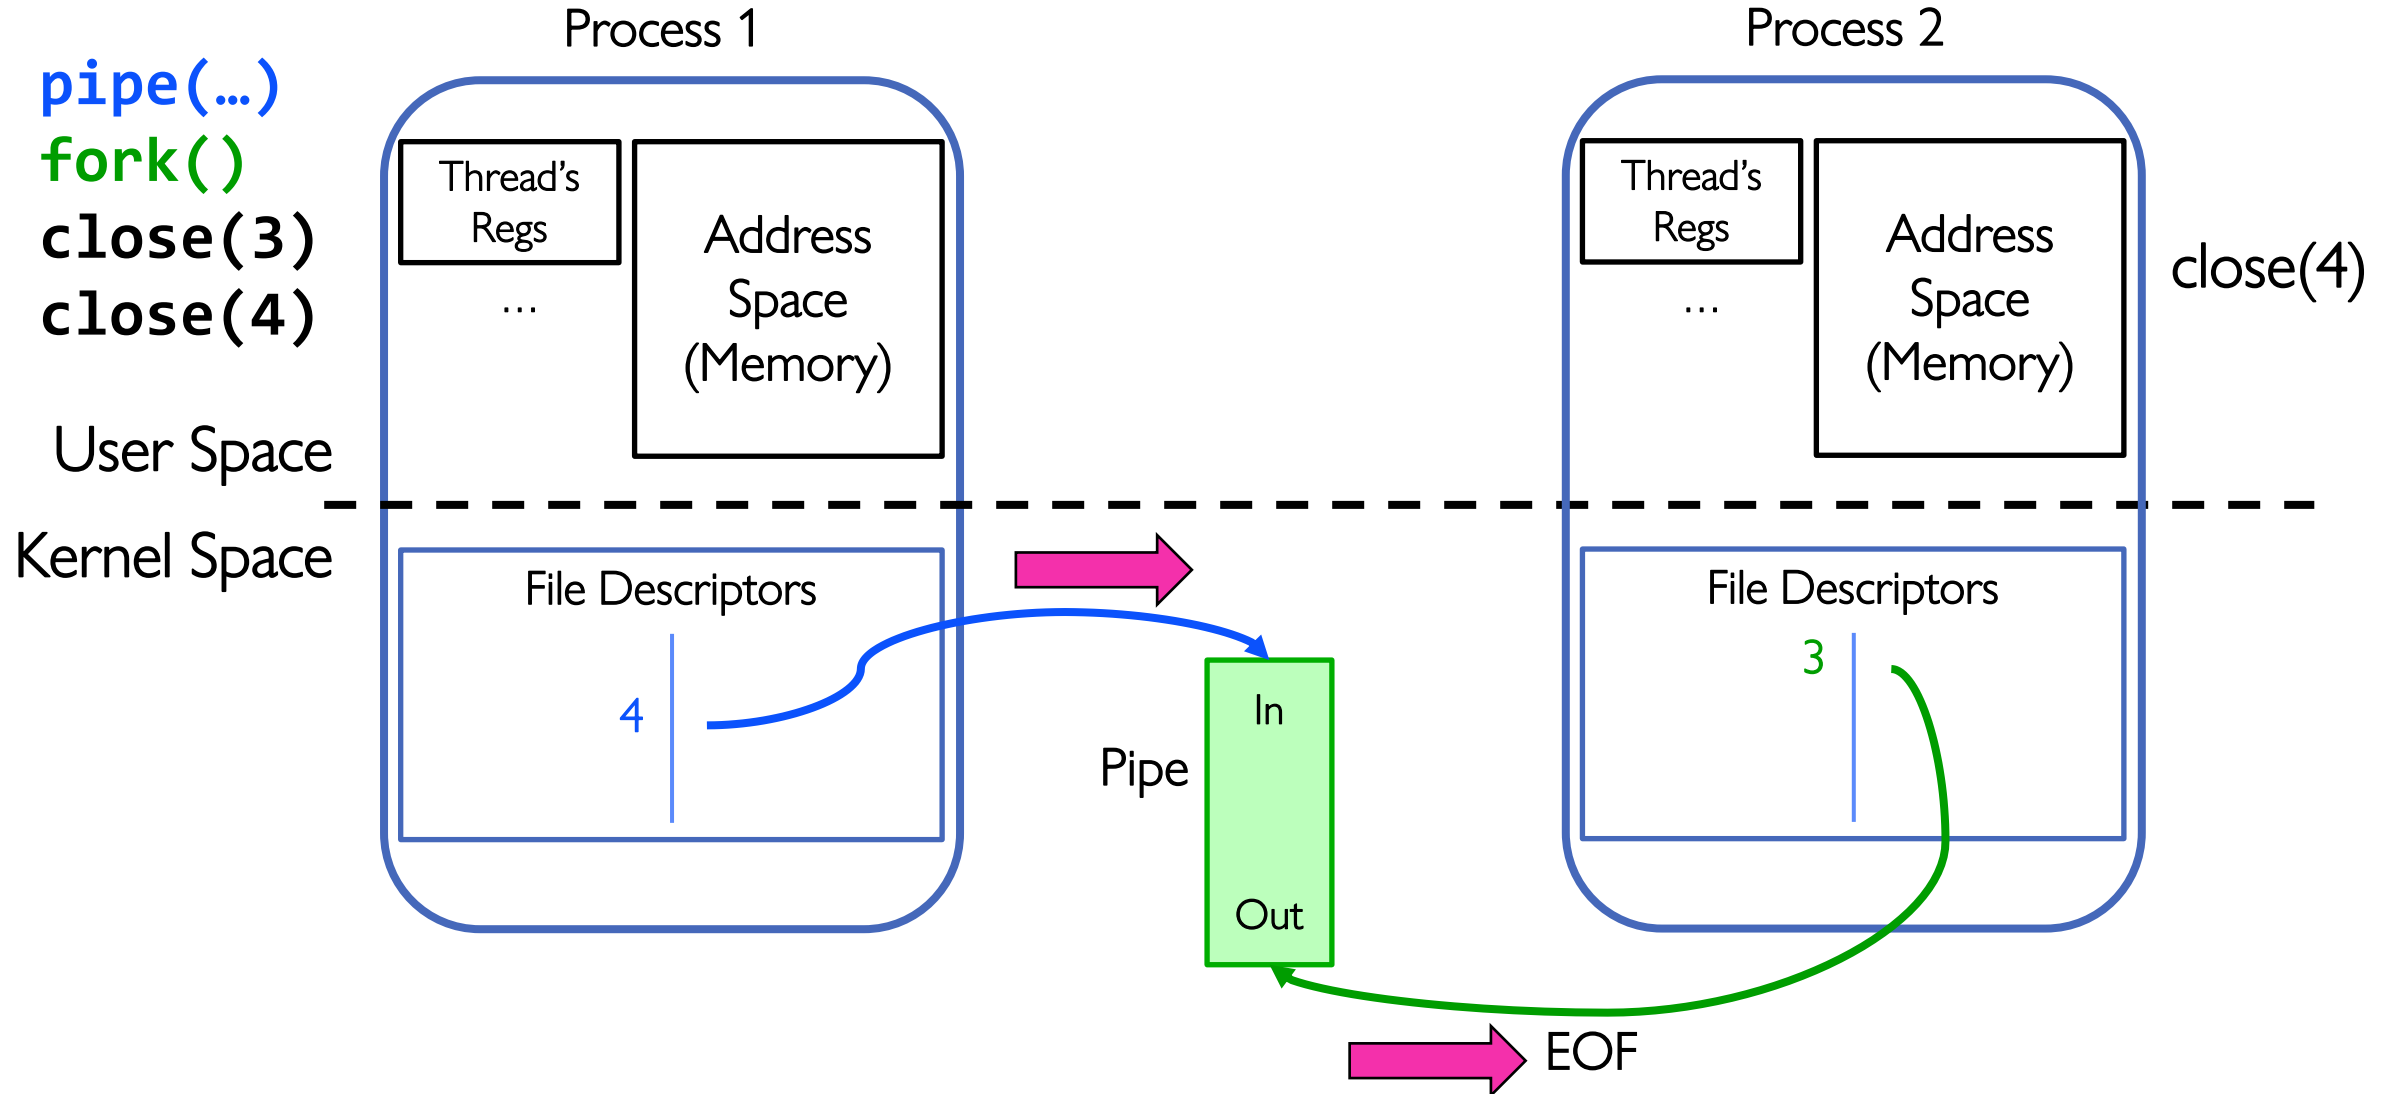 Process 1
Process 2
pipe(…)
fork()
close(3)
close(4)
User Space
Kernel Space
Thread’s
Regs
…
Address
Space
(Memory)
Thread’s
Regs
…
Address
Space
(Memory)
close(4)
File Descriptors
4
Pipe
In
Out
File Descriptors
3
EOF